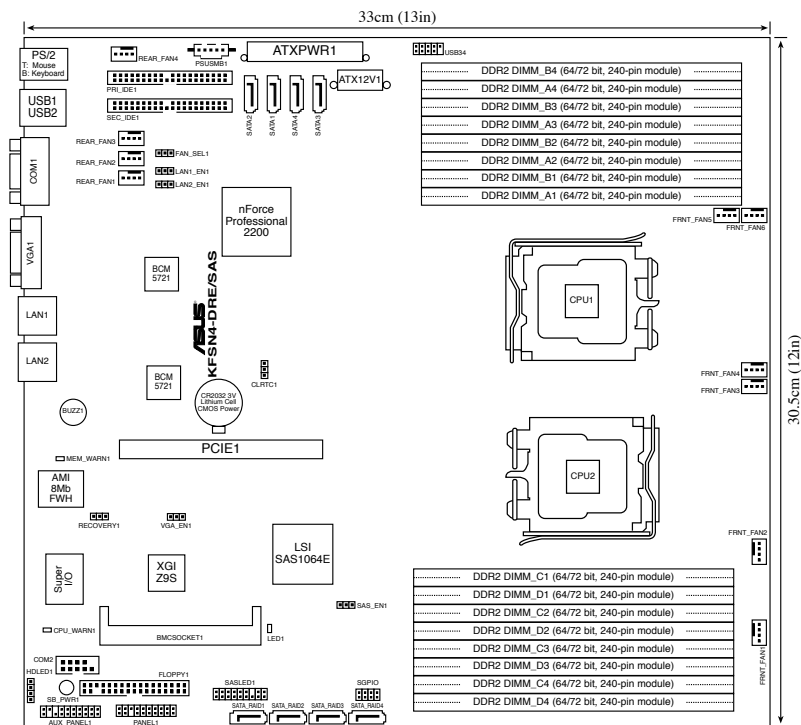 33cm (13in)
PS/2
T: Mouse
B: Keyboard
REAR_FAN4
PSUSMB1
ATXPWR1
USB34
PRI_IDE1
ATX12V1
USB1
USB2
SEC_IDE1
SATA2
SATA1
SATA4
SATA3
DDR2 DIMM_B4 (64/72 bit, 240-pin module)
DDR2 DIMM_A4 (64/72 bit, 240-pin module)
DDR2 DIMM_B3 (64/72 bit, 240-pin module)
DDR2 DIMM_A3 (64/72 bit, 240-pin module)
DDR2 DIMM_B2 (64/72 bit, 240-pin module)
DDR2 DIMM_A2 (64/72 bit, 240-pin module)
DDR2 DIMM_B1 (64/72 bit, 240-pin module)
DDR2 DIMM_A1 (64/72 bit, 240-pin module)
COM1
REAR_FAN3
REAR_FAN2
REAR_FAN1
FAN_SEL1
LAN1_EN1
LAN2_EN1
nForce
Professional
2200
FRNT_FAN5
FRNT_FAN6
VGA1
BCM
5721
ASUS
KFSN4-DRE/SAS
CPU1
LAN1
LAN2
30.5cm (12in)
BCM
5721
CLRTC1
CR2032 3V
Lithium Cell
CMOS Power
FRNT_FAN4
FRNT_FAN3
BUZZ1
PCIE1
MEM_WARN1
AMI
8Mb
FWH
CPU2
RECOVERY1
VGA_EN1
LSI
SAS1064E
FRNT_FAN2
Super
I/O
XGI
Z9S
SAS_EN1
DDR2 DIMM_C1 (64/72 bit, 240-pin module)
DDR2 DIMM_D1 (64/72 bit, 240-pin module)
DDR2 DIMM_C2 (64/72 bit, 240-pin module)
DDR2 DIMM_D2 (64/72 bit, 240-pin module)
DDR2 DIMM_C3 (64/72 bit, 240-pin module)
DDR2 DIMM_D3 (64/72 bit, 240-pin module)
DDR2 DIMM_C4 (64/72 bit, 240-pin module)
DDR2 DIMM_D4 (64/72 bit, 240-pin module)
FRNT_FAN1
CPU_WARN1
BMCSOCKET1
LED1
COM2
HDLED1
SB_PWR1
FLOPPY1
SASLED1
SGPIO
AUX_PANEL1
PANEL1
SATA_RAID1
SATA_RAID2
SATA_RAID3
SATA_RAID4